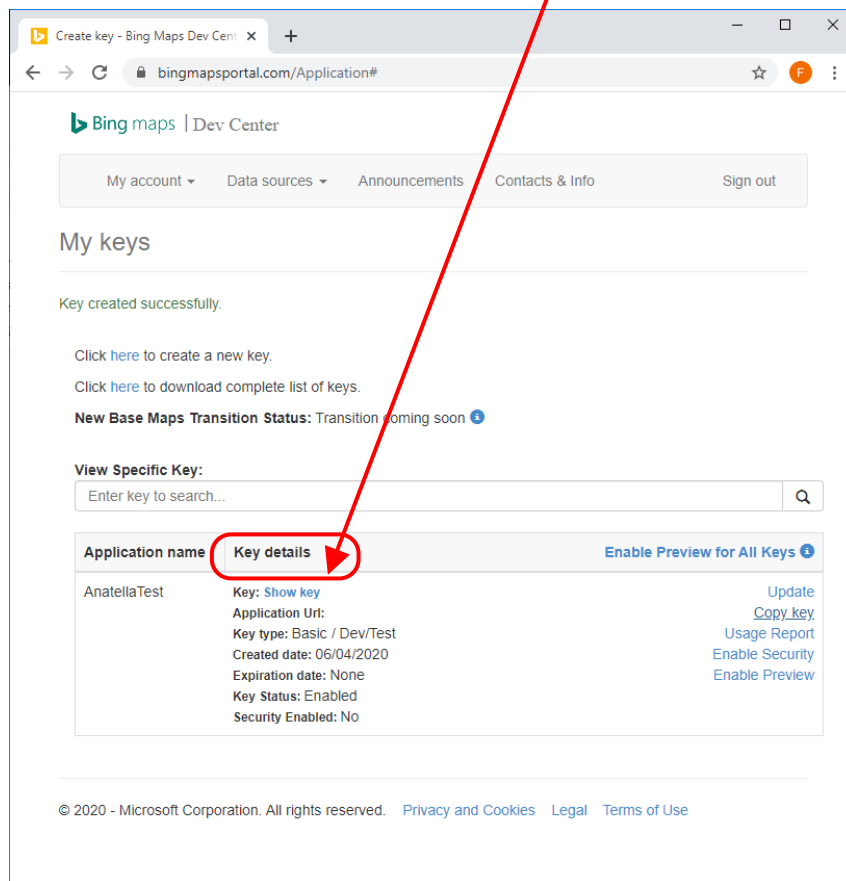 Create key - Bing Maps Dev Cent
bingmapsportal.com/Application#
F
Bing maps | Dev Center
My account Data sources Announcements Contacts & Info Sign out
My keys
Key created successfully.
Click here to create a new key.
Click here to download complete list of keys.
New Base Maps Transition Status: Transition coming soon
View Specific Key:
Enter key to search...
Application name Key details Enable Preview for All Keys
AnatellaTest Key: Show key Update
Application Url: Copy key
Key type: Basic / Dev/Test Usage Report
Created date: 06/04/2020 Enable Security
Expiration date: None Enable Preview
Key Status: Enabled
Security Enabled: No
© 2020 - Microsoft Corporation. All rights reserved. Privacy and Cookies Legal Terms of Use